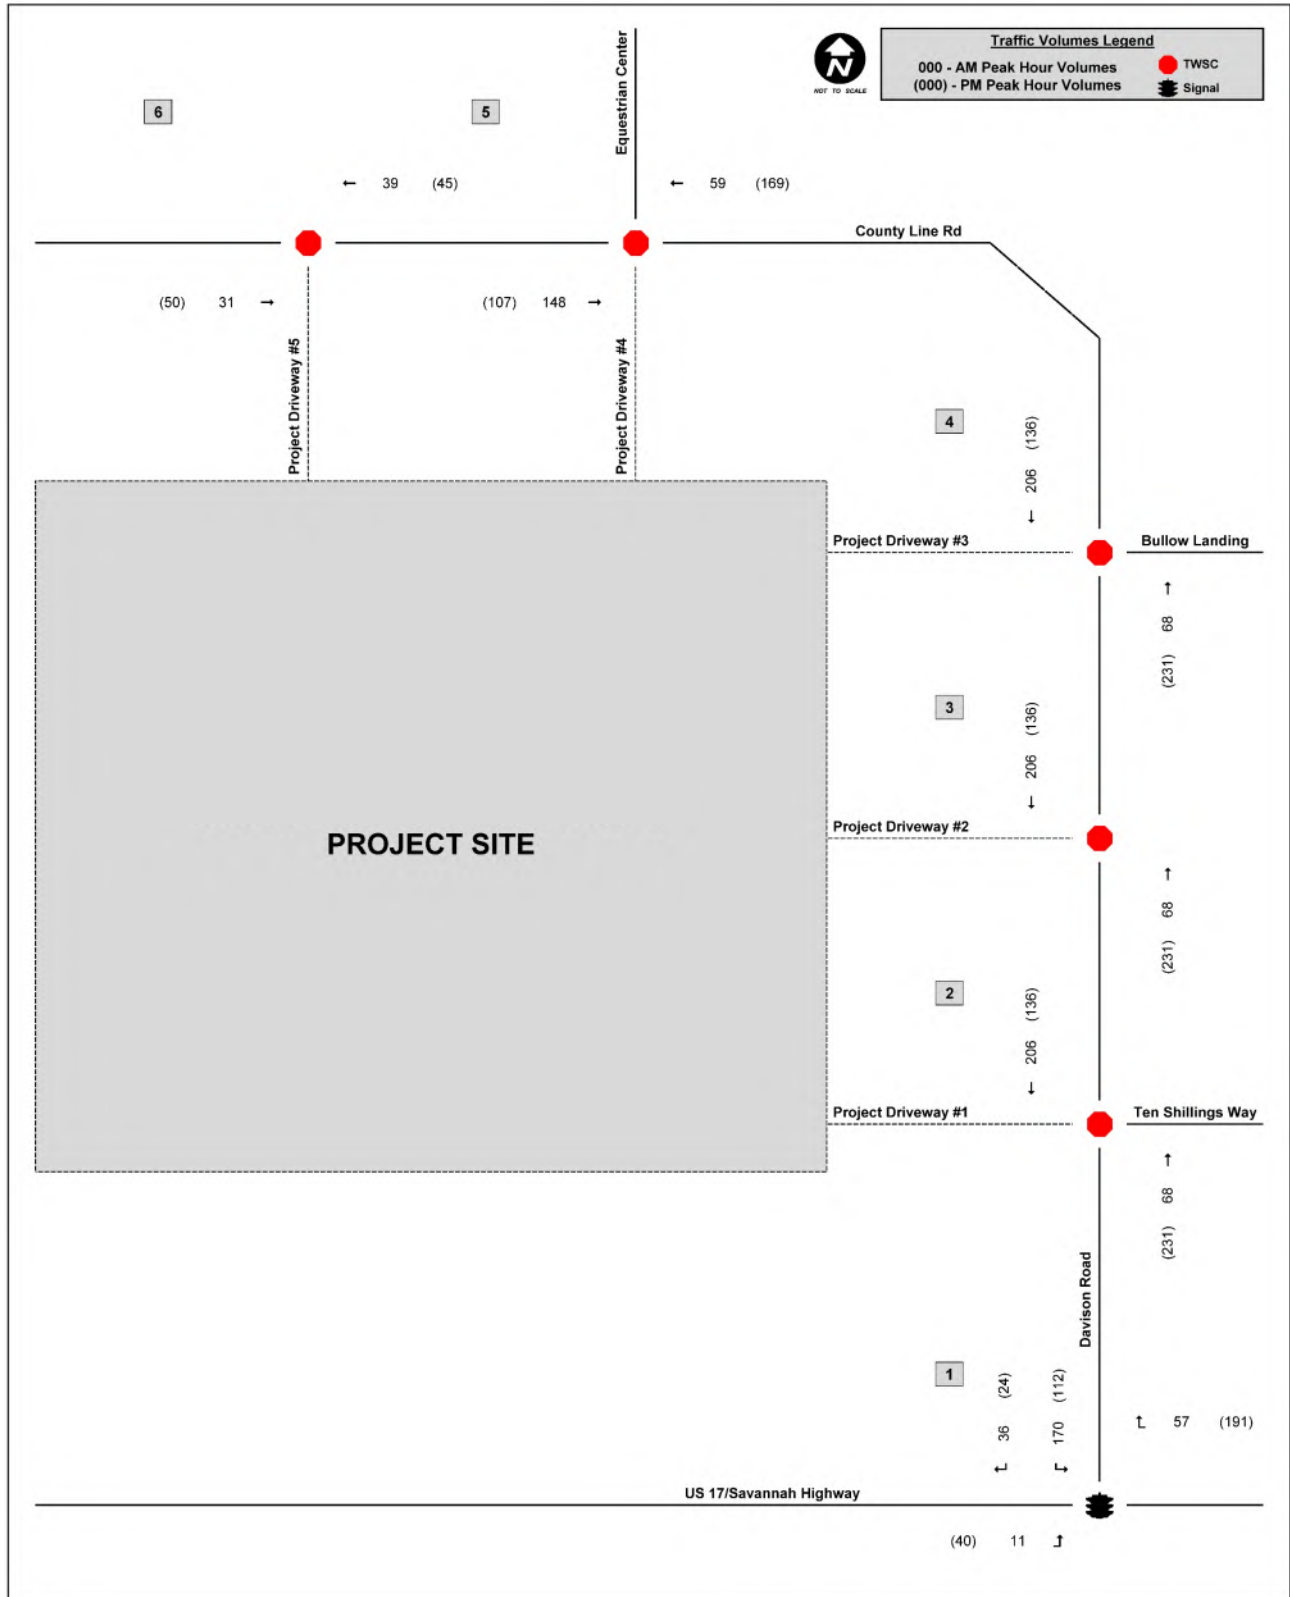 Traffic Volumes Legend
000 - AM Peak Hour Volumes
(000) - PM Peak Hour Volumes
TWSC
Signal
N
NOT TO SCALE
Equestrian Center
6
5
39 (45)
59 (169)
County Line Rd
(50) 31
(107) 148
Project Driveway #5
Project Driveway #4
4
206 (136)
Project Driveway #3
Bullow Landing
(231) 68
3
206 (136)
Project Driveway #2
PROJECT SITE
(231) 68
2
206 (136)
Project Driveway #1
Ten Shillings Way
(231) 68
Davison Road
1
36 (24)
170 (112)
57 (191)
US 17/Savannah Highway
(40) 11